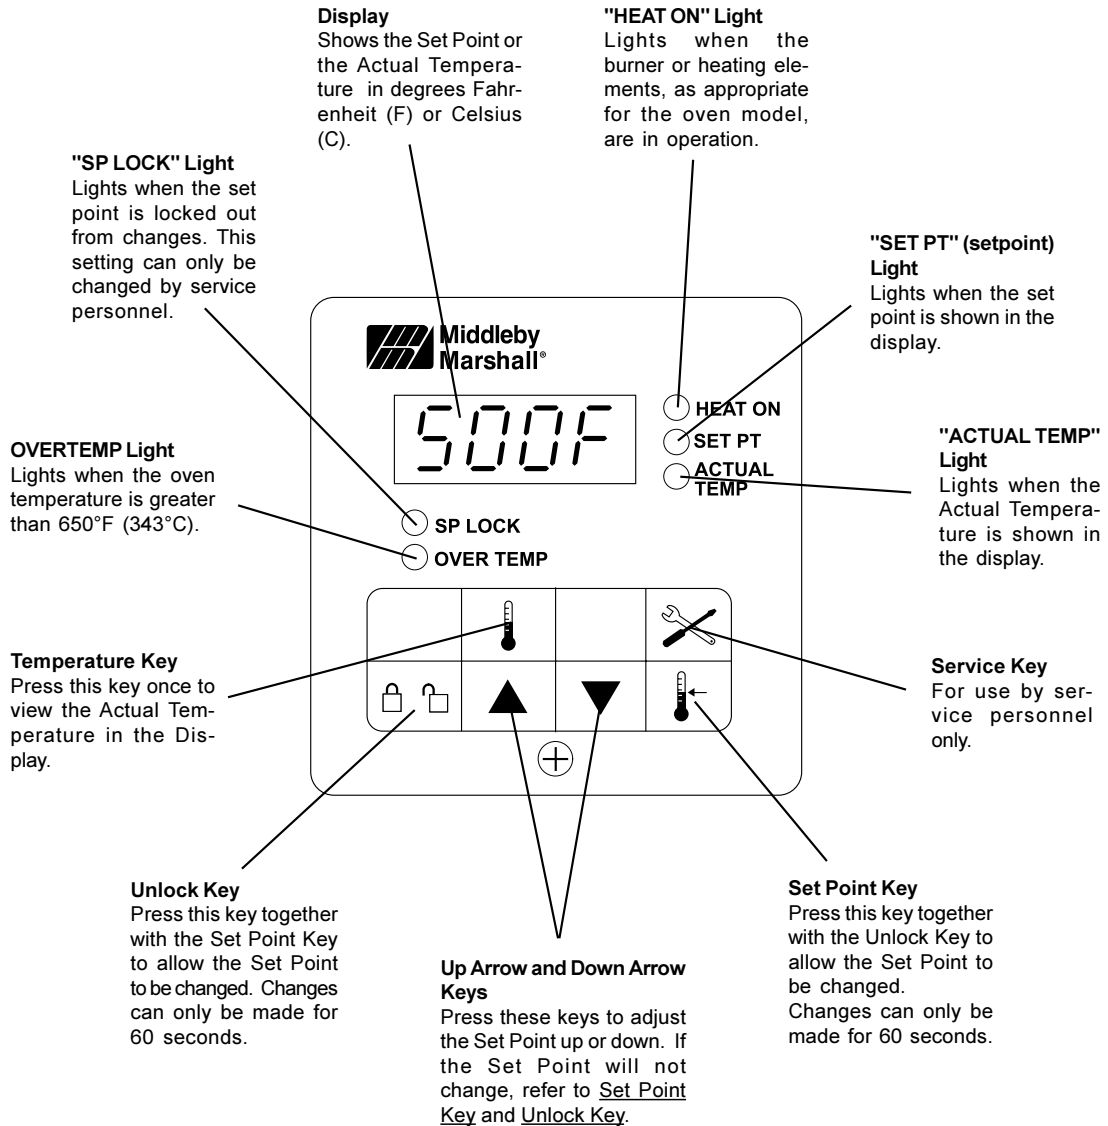 Display
Shows the Set Point or
the Actual Tempera-
ture in degrees Fahr-
enheit (F) or Celsius
(C).
"HEAT ON" Light
Lights when the
burner or heating ele-
ments, as appropriate
for the oven model,
are in operation.
"SP LOCK" Light
Lights when the set
point is locked out
from changes. This
setting can only be
changed by service
personnel.
"SET PT" (setpoint)
Light
Lights when the set
point is shown in the
display.
Middleby
Marshall®
500F
HEAT ON
SET PT
ACTUAL
TEMP
SP LOCK
OVER TEMP
OVERTEMP Light
Lights when the oven
temperature is greater
than 650°F (343°C).
"ACTUAL TEMP"
Light
Lights when the
Actual Tempera-
ture is shown in
the display.
Temperature Key
Press this key once to
view the Actual Tem-
perature in the Dis-
play.
Service Key
For use by ser-
vice personnel
only.
Unlock Key
Press this key together
with the Set Point Key
to allow the Set Point
to be changed. Changes
can only be made for
60 seconds.
Up Arrow and Down Arrow
Keys
Press these keys to adjust
the Set Point up or down. If
the Set Point will not
change, refer to Set Point
Key and Unlock Key.
Set Point Key
Press this key together
with the Unlock Key to
allow the Set Point to
be changed.
Changes can only be
made for 60 seconds.